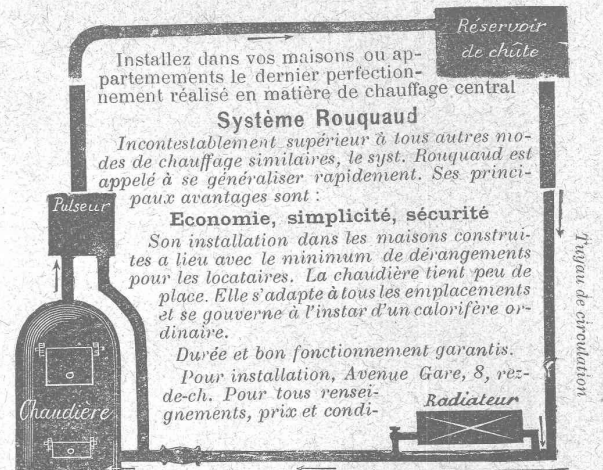 Réservoir
de chûte
Installez dans vos maisons ou ap-
partemements le dernier perfection-
nement réalisé en matière de chauffage central
Système Rouquaud
Incontestablement supérieur à tous autres mo-
des de chauffage similaires, le syst. Rouquaud est
appelé à se généraliser rapidement. Ses princi-
paux avantages sont :
Pulseur
Economie, simplicité, sécurité
Son installation dans les maisons construi-
tes a lieu avec le minimum de dérangements
pour les locataires. La chaudière tient peu de
place. Elle s'adapte à tous les emplacements
et se gouverne à l'instar d'un calorifère or-
dinaire.
Tuyau de circulation
Durée et bon fonctionnement garantis.
Pour installation, Avenue Gare, 8, rez-
de-ch. Pour tous rensei-
gnements, prix et condi-
Chaudière
Radiateur